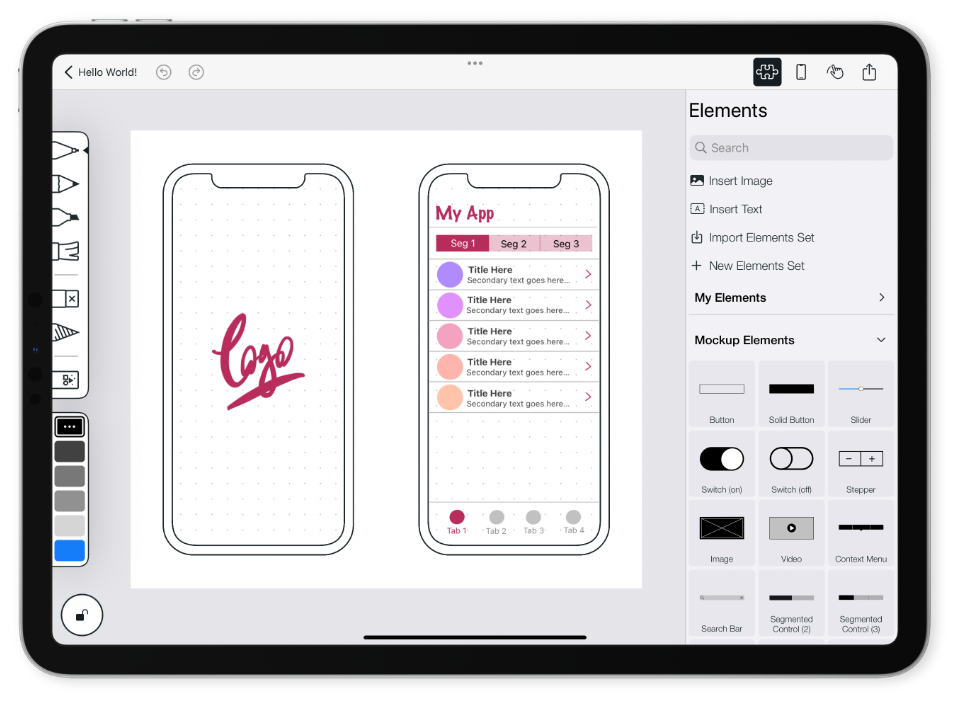 Hello World!
Elements
Search
Insert Image
A
Insert Text
Import Elements Set
New Elements Set
My Elements
Mockup Elements
Button
Solid Button
Slider
Switch (on)
Switch (off)
Stepper
Image
Video
Context Menu
Search Bar
Segmented
Control (2)
Segmented
Control (3)
Logo
My App
Seg 1
Seg 2
Seg 3
Title Here
Secondary text goes here...
Title Here
Secondary text goes here...
Title Here
Secondary text goes here...
Title Here
Secondary text goes here...
Title Here
Secondary text goes here...
Tab 1
Tab 2
Tab 3
Tab 4